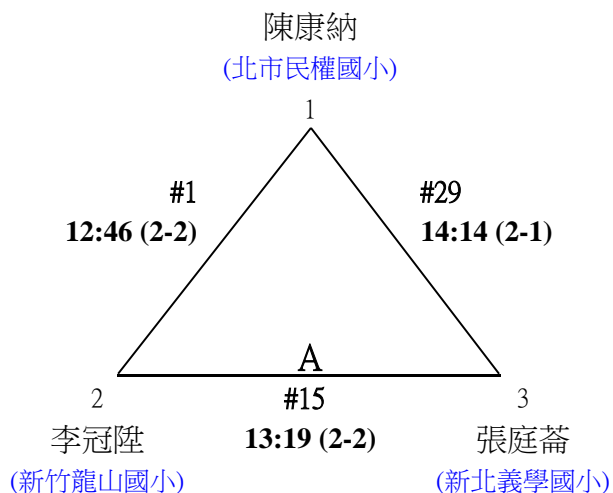 陳康納
(北市民權國小)
1
#1
12:46 (2-2)
#29
14:14 (2-1)
A
2
#15
3
李冠陞
13:19 (2-2)
張庭菕
(新竹龍山國小)
(新北義學國小)